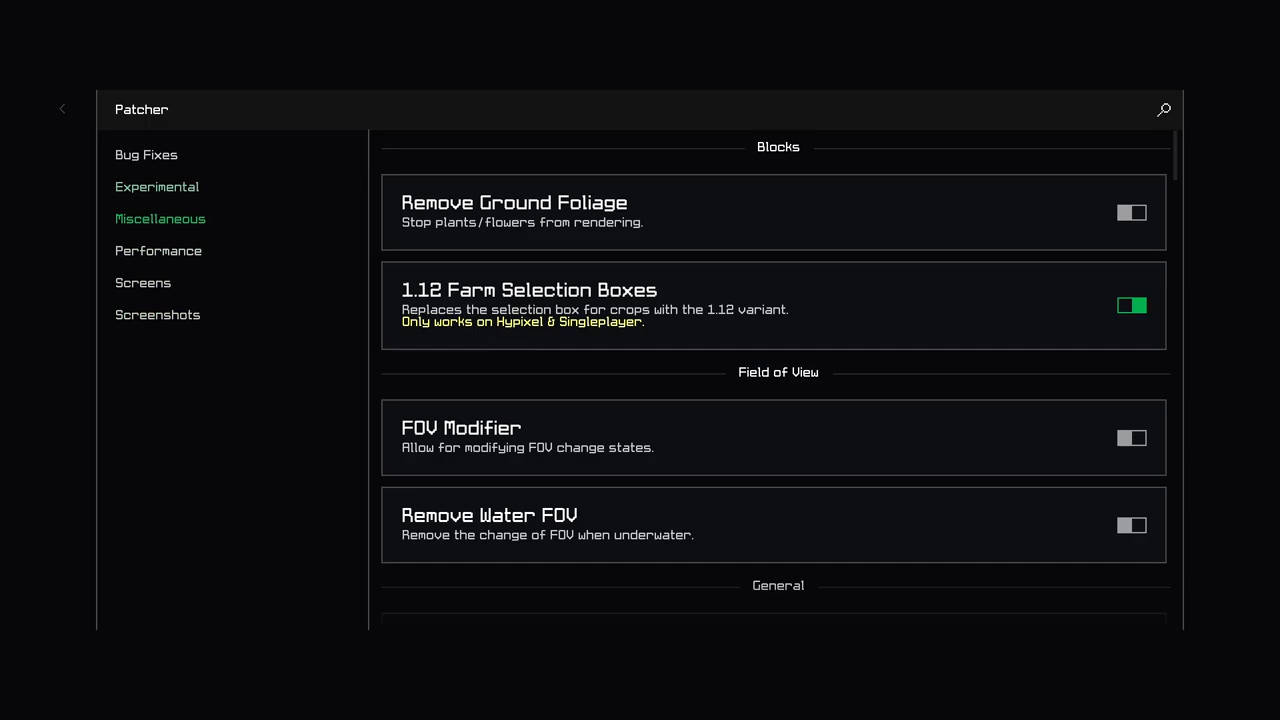 Patcher
Bug Fixes
Experimental
Miscellaneous
Performance
Screens
Screenshots
Blocks
Remove Ground Foliage
Stop plants/flowers from rendering.
1.12 Farm Selection Boxes
Replaces the selection box for crops with the 1.12 variant.
Only works on Hypixel & Singleplayer.
Field of View
FOV Modifier
Allow for modifying FOV change states.
Remove Water FOV
Remove the change of FOV when underwater.
General